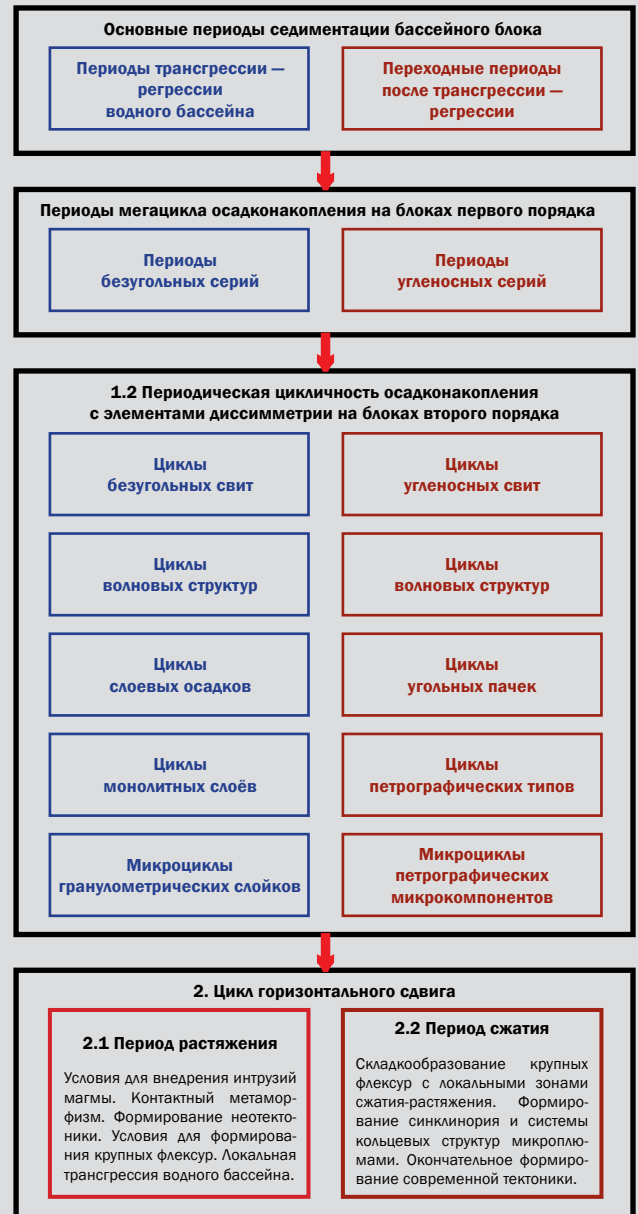 Основные периоды седиментации бассейного блока
Периоды трансгрессии —
регрессии
водного бассейна
Переходные периоды
после трансгрессии —
регрессии
Периоды мегацикла осадконакопления на блоках первого порядка
Периоды
безугольных серий
Периоды
угленосных серий
1.2 Периодическая цикличность осадконакопления
с элементами диссимметрии на блоках второго порядка
Циклы
безугольных свит
Циклы
угленосных свит
Циклы
волновых структур
Циклы
волновых структур
Циклы
слоевых осадков
Циклы
угольных пачек
Циклы
монолитных слоёв
Циклы
петрографических типов
Микроциклы
гранулометрических слойков
Микроциклы
петрографических
микрокомпонентов
2. Цикл горизонтального сдвига
2.1 Период растяжения
Условия для внедрения интрузий
магмы. Контактный метамор-
физм. Формирование неотекто-
ники. Условия для формирова-
ния крупных флексур. Локальная
трансгрессия водного бассейна.
2.2 Период сжатия
Складкообразование крупных
флексур с локальными зонами
сжатия-растяжения. Формиро-
вание синклинория и системы
кольцевых структур микроплю-
мами. Окончательное формиро-
вание современной тектоники.